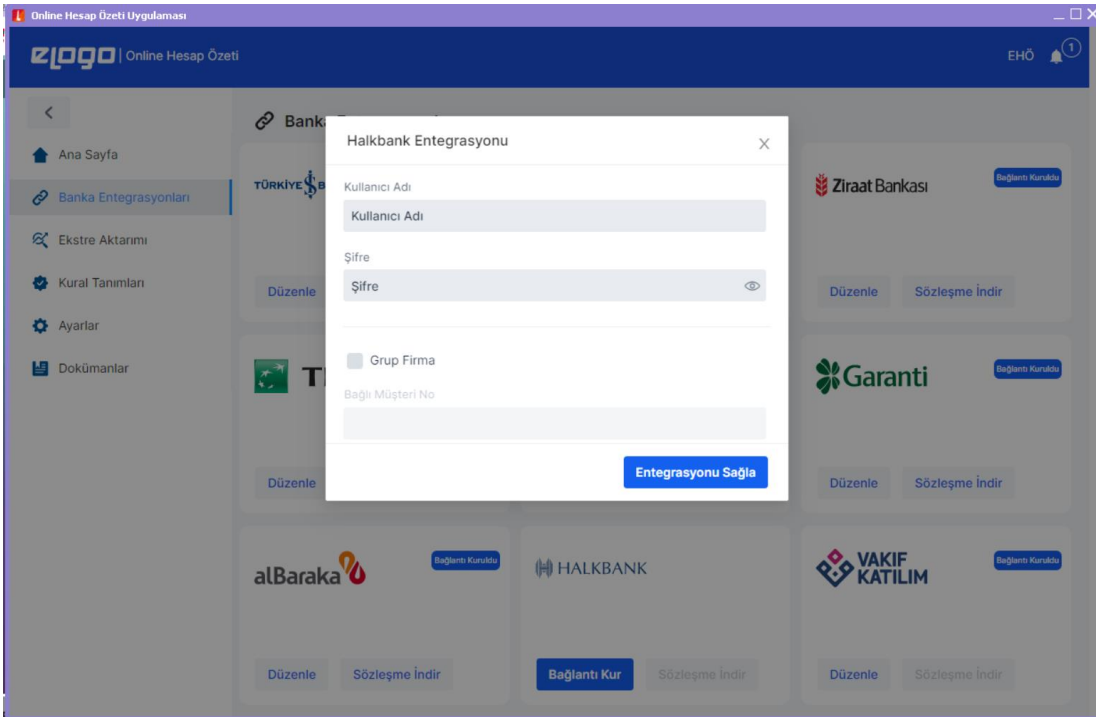 Online Hesap Özeti Uygulaması
eLogo | Online Hesap Özeti
EHÖ
1
Ana Sayfa
Banka Entegrasyonları
Ekstre Aktarımı
Kural Tanımları
Ayarlar
Dokümanlar
Bank
TÜRKİYE İŞ B
Halkbank Entegrasyonu
Kullanıcı Adı
Kullanıcı Adı
Şifre
Şifre
Grup Firma
Bağlı Müşteri No
Entegrasyonu Sağla
Ziraat Bankası
Bağlantı Kuruldu
Düzenle
Düzenle
Sözleşme İndir
Garanti
Bağlantı Kuruldu
Düzenle
Düzenle
Sözleşme İndir
alBaraka
Bağlantı Kuruldu
HALKBANK
VAKIF
KATILIM
Bağlantı Kuruldu
Düzenle
Sözleşme İndir
Bağlantı Kur
Sözleşme İndir
Düzenle
Sözleşme İndir